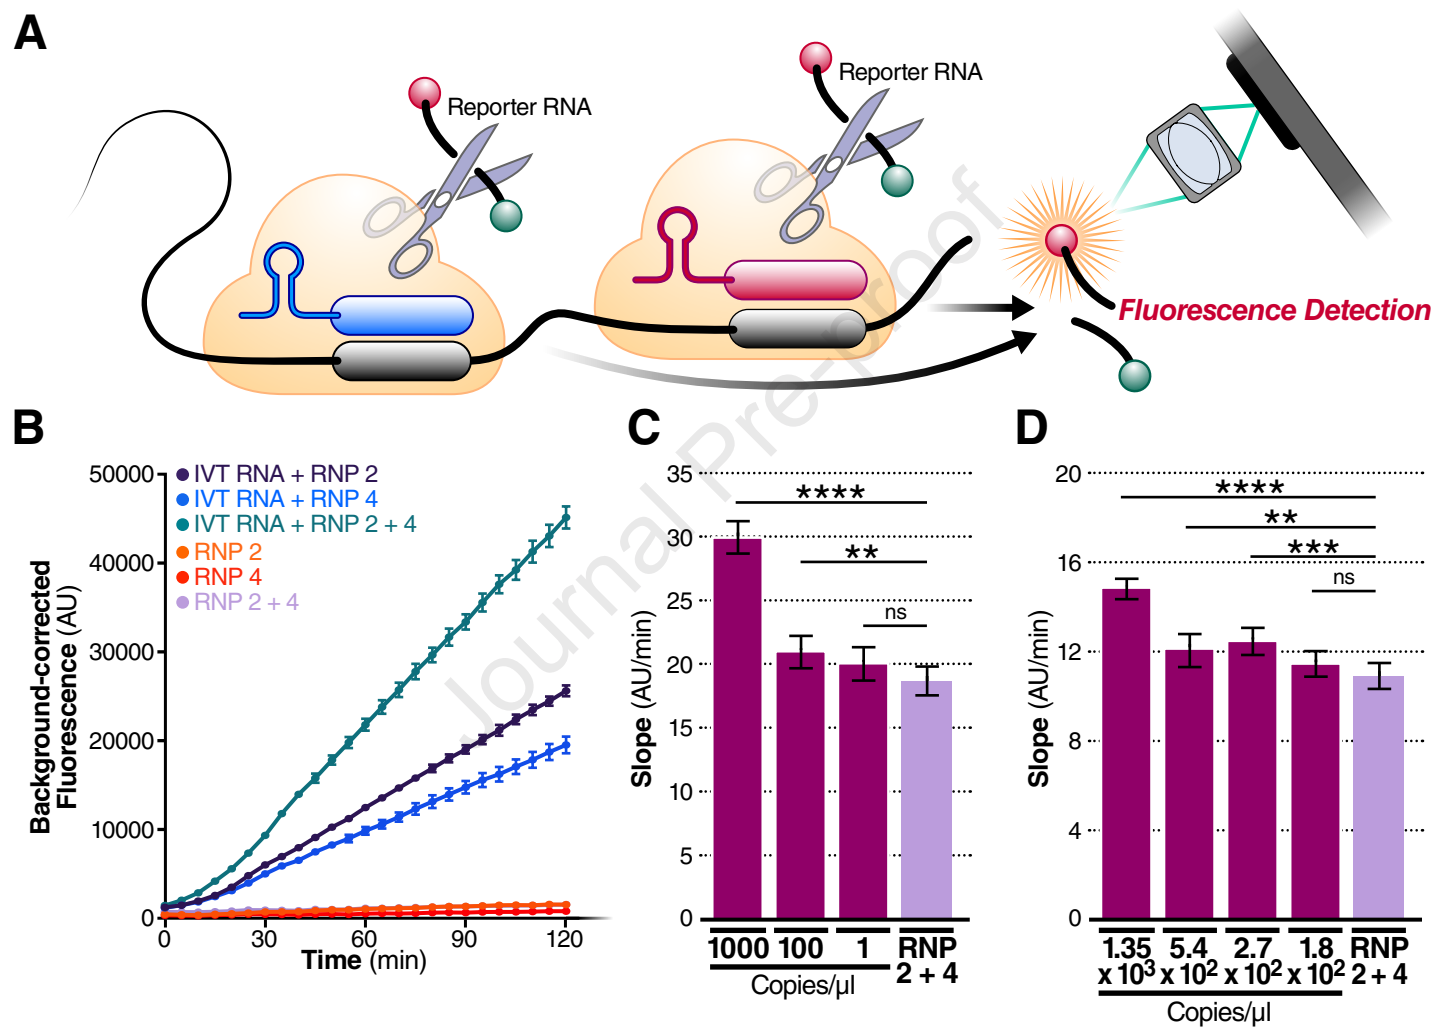 A
Reporter RNA
Reporter RNA
Fluorescence Detection
Journal Pre-proof
B
Background-corrected
Fluorescence (AU)
50000
40000
30000
20000
10000
0
IVT RNA + RNP 2
IVT RNA + RNP 4
IVT RNA + RNP 2 + 4
RNP 2
RNP 4
RNP 2 + 4
0 30 60 90 120
Time (min)
C
Slope (AU/min)
35
30
25
20
15
10
5
0
****
**
ns
1000 100 1 RNP
2 + 4
Copies/µl
D
Slope (AU/min)
20
16
12
8
4
0
****
**
***
ns
1.35 5.4 2.7 1.8 RNP
x 10³ x 10² x 10² x 10² 2 + 4
Copies/µl